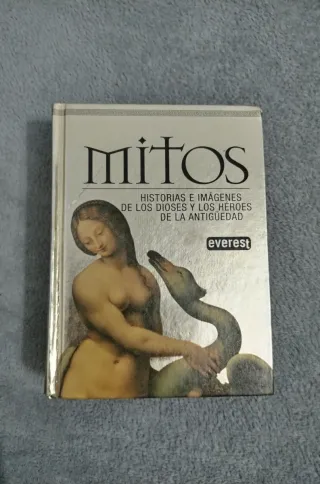 mitos
HISTORIAS E IMÁGENES
DE LOS DIOSES Y LOS HÉROES
DE LA ANTIGÜEDAD
everest